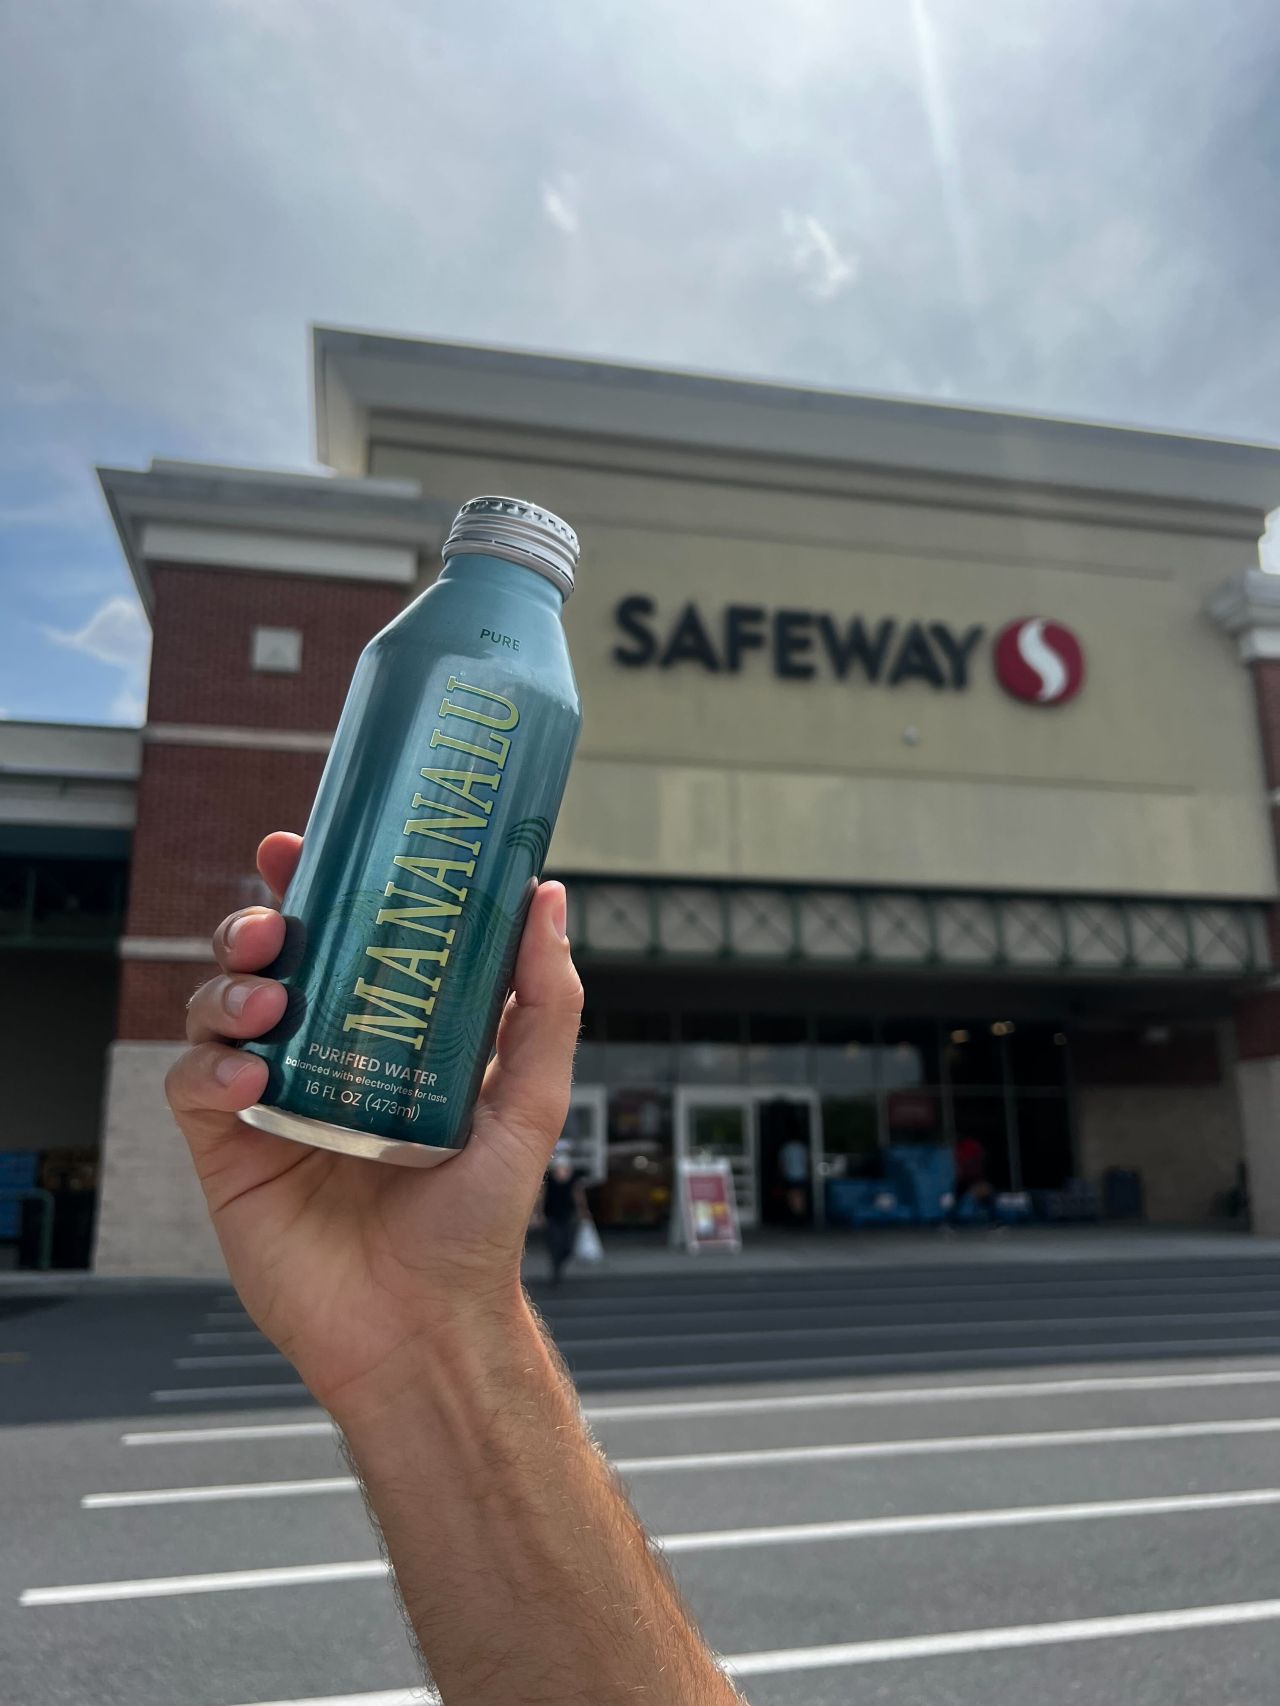 SAFEWAY
PURE
MANANALU
PURIFIED WATER
balanced with electrolytes for taste
16 FL OZ (473ml)